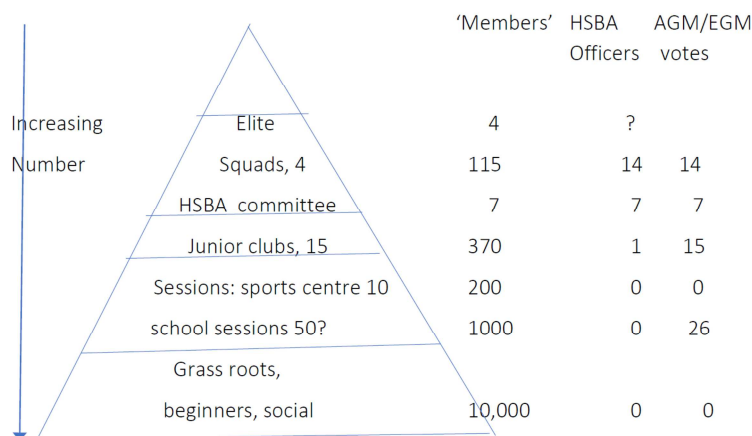 'Members' HSBA AGM/EGM
Officers votes
Increasing Elite 4 ?
Number Squads, 4 115 14 14
HSBA committee 7 7 7
Junior clubs, 15 370 1 15
Sessions: sports centre 10 200 0 0
school sessions 50? 1000 0 26
Grass roots,
beginners, social 10,000 0 0